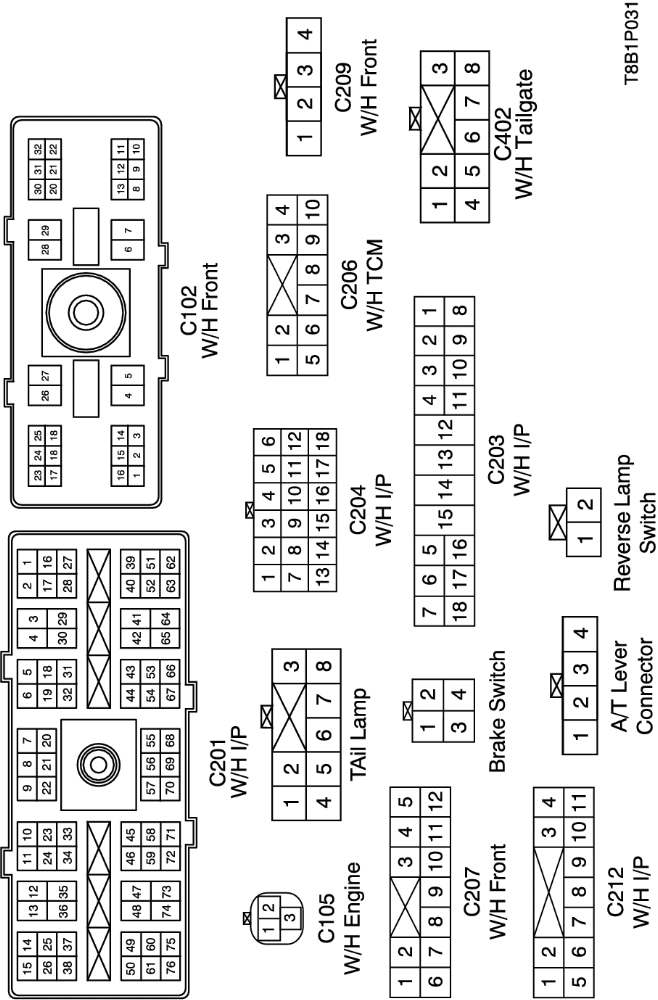 15 14 13 12 11 10 9 8 7 6 5 4 3 2 1
26 25 24 23 22 21 20 19 18 17 16
38 37 36 35 34 33 32 31 30 29 28 27
50 49 48 47 46 45 44 43 42 41 40 39
61 60 59 58 57 56 55 54 53 52 51
76 75 74 73 72 71 70 69 68 67 66 65 64 63 62
C201
W/H I/P
23 24 25 26 27 28 29 30 31 32
17 18 18 20 21 22
16 15 14 4 5 6 7 13 12 11
1 2 3 8 9 10
C102
W/H Front
1 2
3
C105
W/H Engine
1 2 3
4 5 6 7 8
TAil Lamp
1 2 3 4 5 6
7 8 9 10 11 12
13 14 15 16 17 18
C204
W/H I/P
1 2 3 4
5 6 7 8 9 10
C206
W/H TCM
1 2 3 4
C209
W/H Front
1 2 3 4 5
6 7 8 9 10 11 12
C207
W/H Front
1 2
3 4
Brake Switch
7 6 5 15 14 13 12 4 3 2 1
18 17 16 11 10 9 8
C203
W/H I/P
1 2 3
4 5 6 7 8
C402
W/H Tailgate
1 2 3 4
5 6 7 8 9 10 11
C212
W/H I/P
1 2 3 4
A/T Lever
Connector
1 2
Reverse Lamp
Switch
T8B1P031